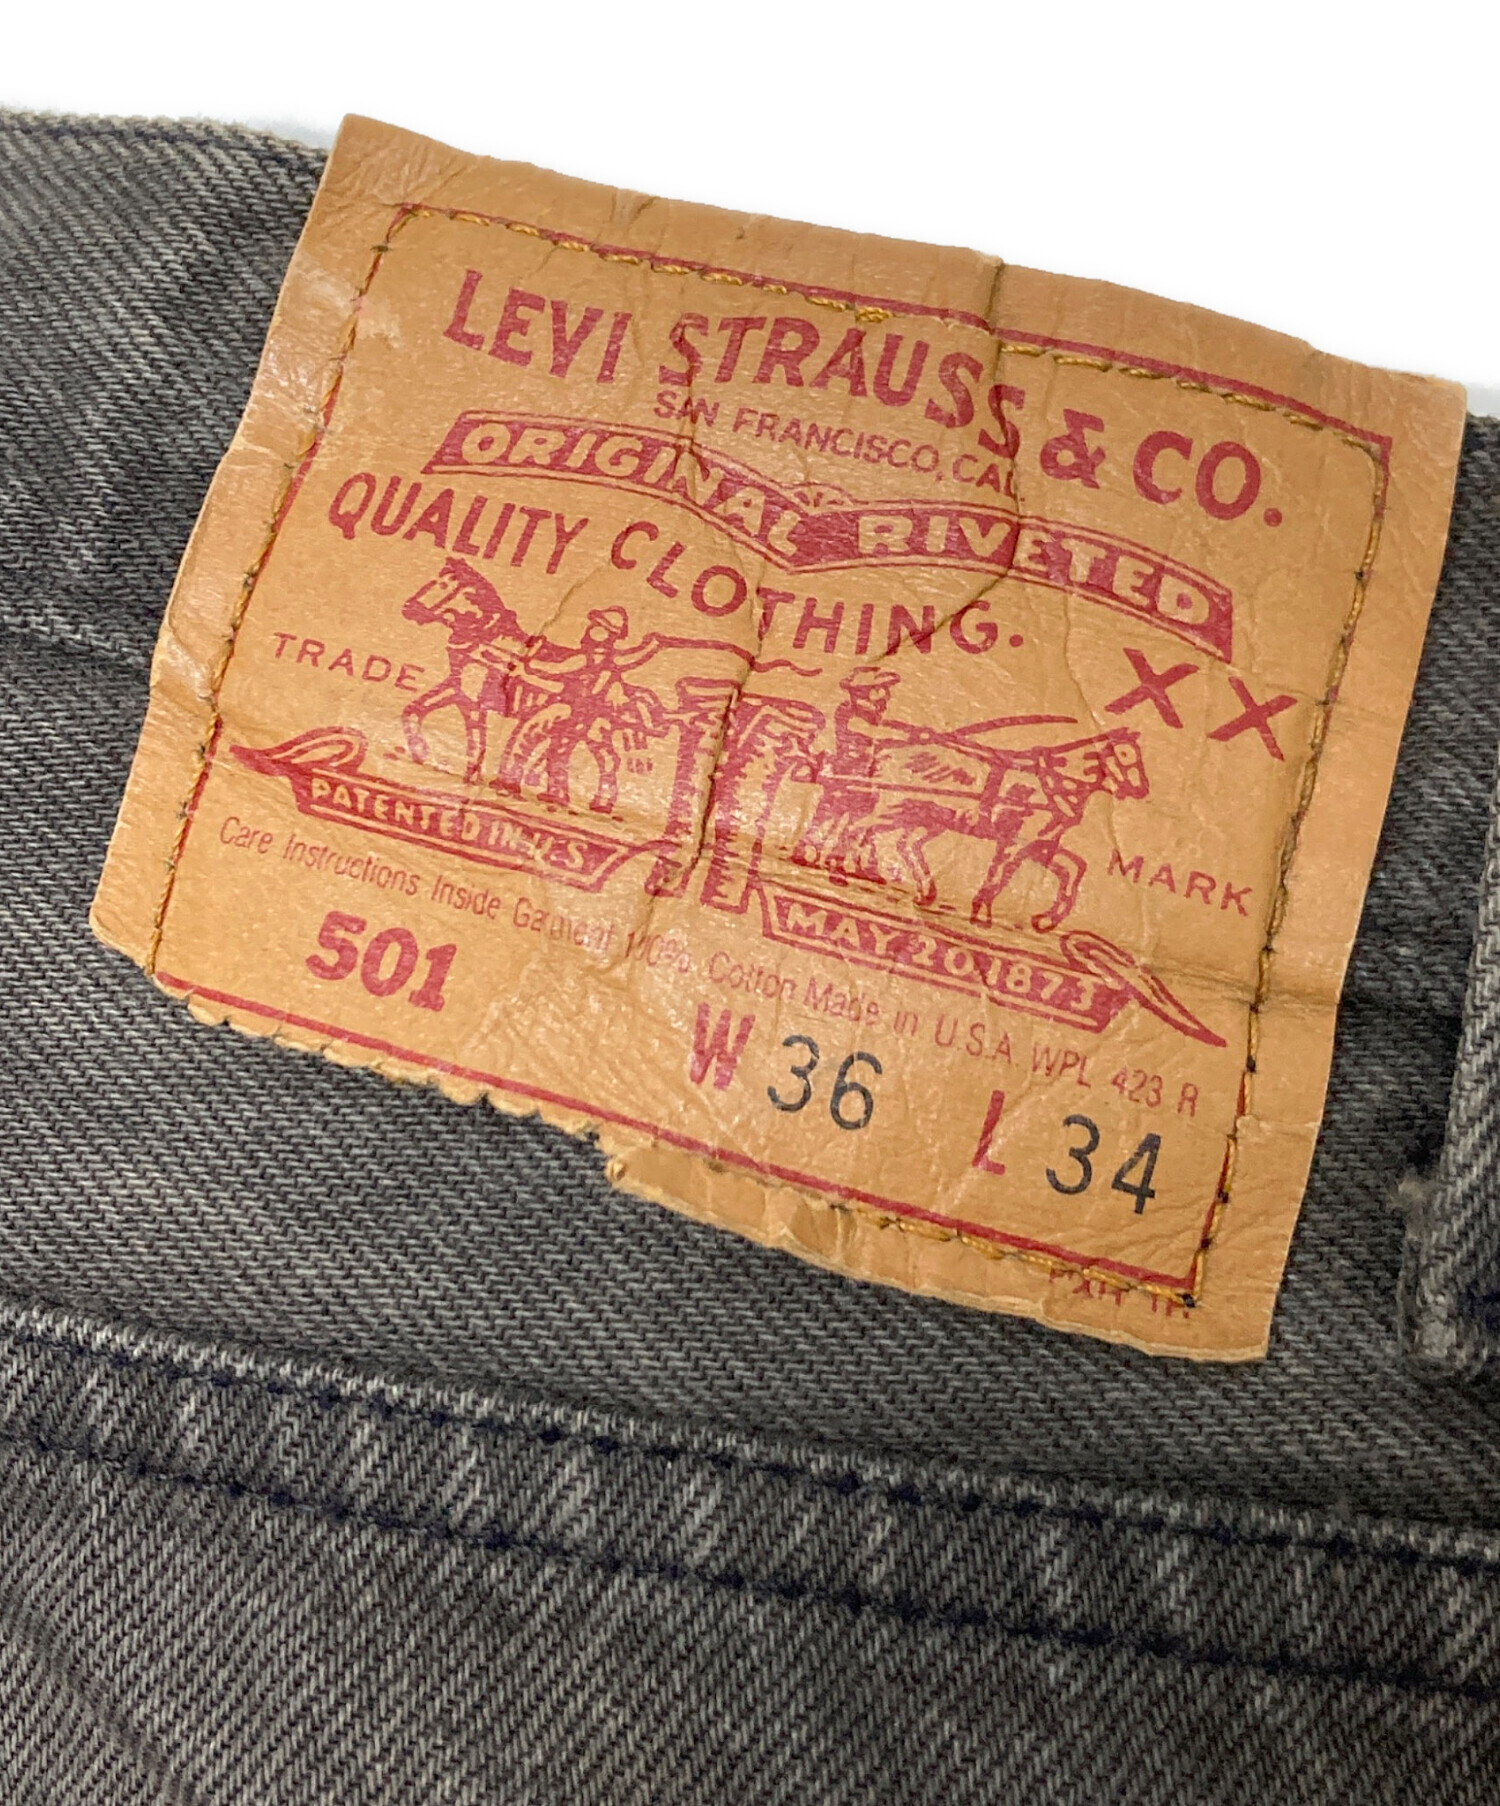 LEVI STRAUSS & CO.
SAN FRANCISCO, CAL.
ORIGINAL RIVETED
QUALITY CLOTHING.
XX
TRADE MARK
PATENTED IN U.S. MAY 20 1873
Care Instructions Inside Garment 100% Cotton Made in U.S.A. WPL 423 R
501 W 36 L 34